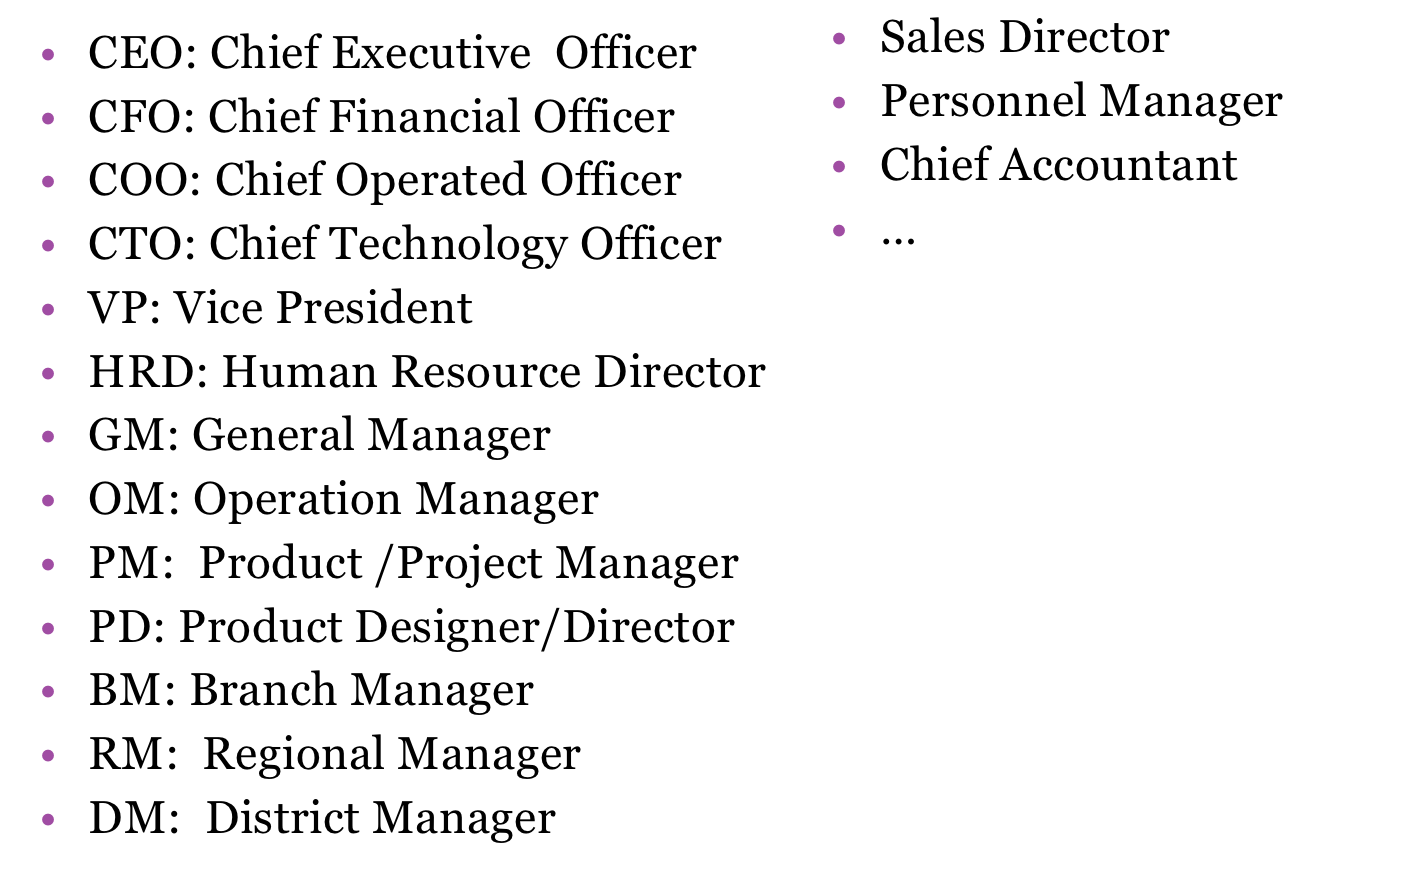 • CEO: Chief Executive  Officer
• CFO: Chief Financial Officer
• COO: Chief Operated Officer
• CTO: Chief Technology Officer
• VP: Vice President
• HRD: Human Resource Director
• GM: General Manager
• OM: Operation Manager
• PM:  Product /Project Manager
• PD: Product Designer/Director
• BM: Branch Manager
• RM:  Regional Manager
• DM:  District Manager
• Sales Director
• Personnel Manager
• Chief Accountant
• ...